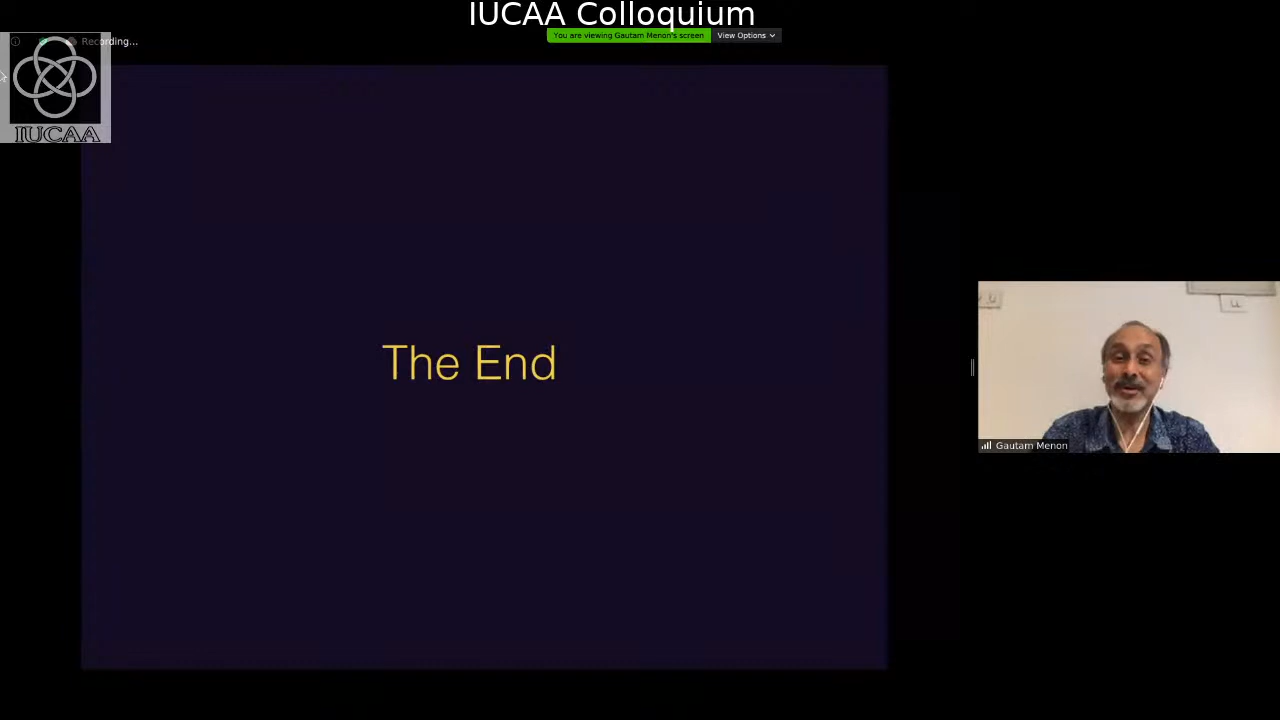 IUCAA Colloquium
You are viewing Gautam Menon's screen
View Options
Recording...
IUCAA
The End
Gautam Menon